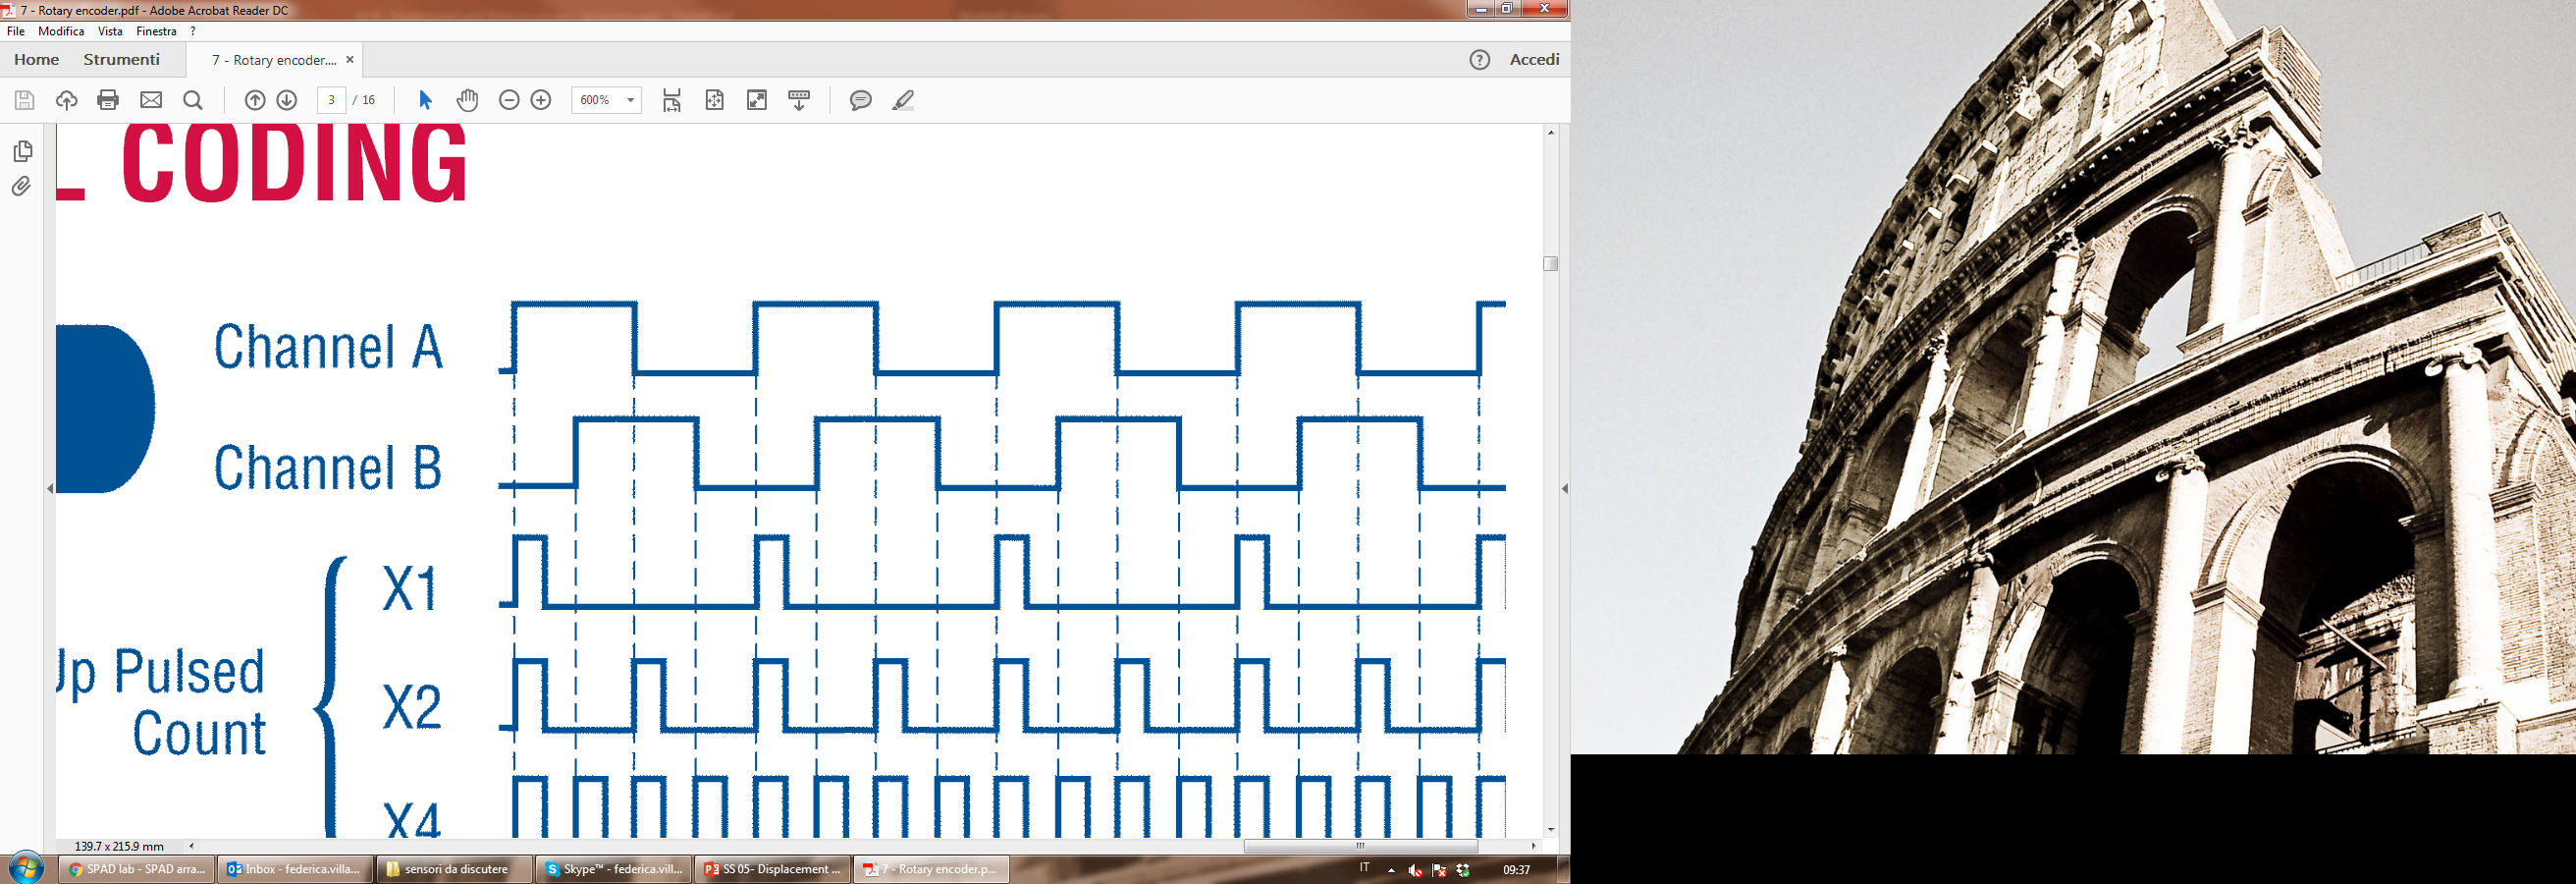 7 - Rotary encoder.pdf - Adobe Acrobat Reader DC
File Modifica Vista Finestra ?
Home Strumenti 7 - Rotary encoder.... × ? Accedi
3 / 16 600%
L CODING
Channel A
Channel B
X1
Up Pulsed
Count
X2
X4
139.7 x 215.9 mm
SPAD lab - SPAD arra... Inbox - federica.villa... sensori da discutere Skype™ - federica.vill... SS 05- Displacement ... 7 - Rotary encoder.p... IT 09:37